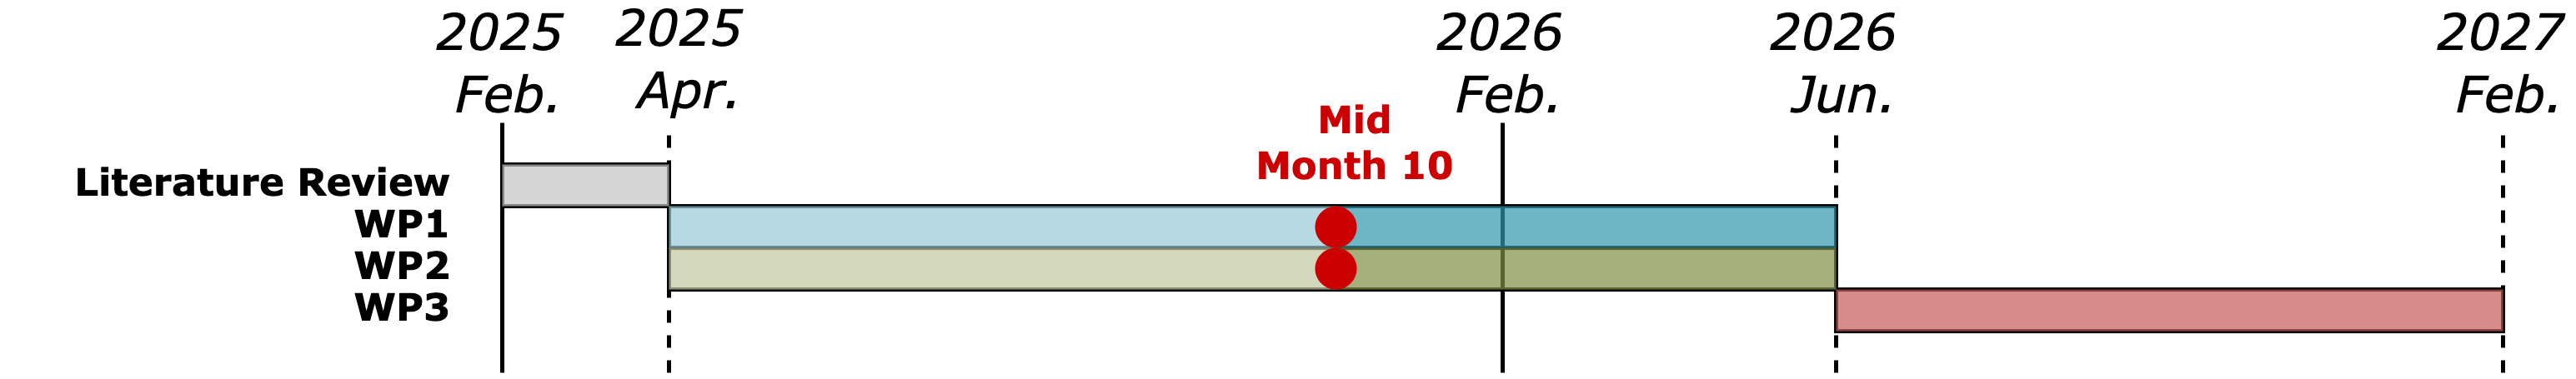 2025
Feb.
2025
Apr.
2026
Feb.
2026
Jun.
2027
Feb.
Mid
Month 10
Literature Review
WP1
WP2
WP3